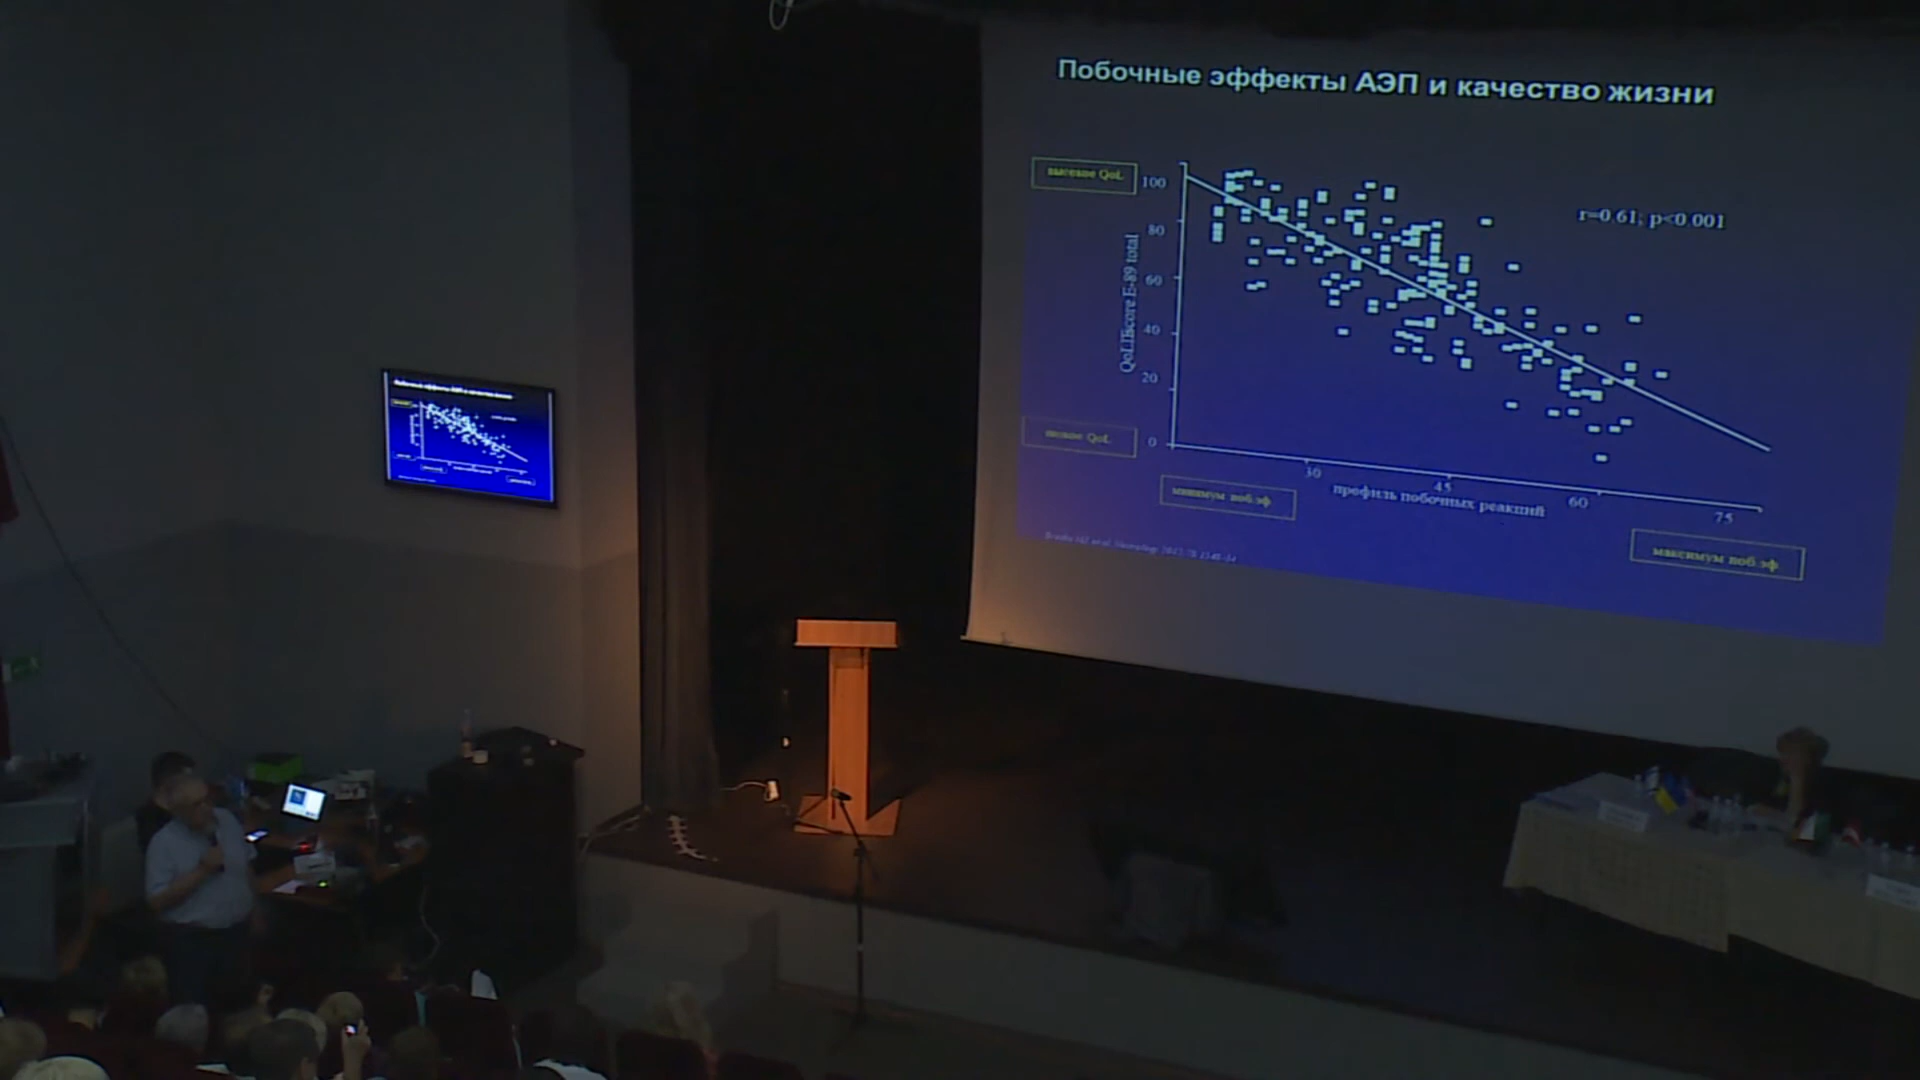 Побочные эффекты АЭП и качество жизни
высокое QoL
100
80
60
40
20
0
r=0.61; p<0.001
QoLIEscore E-89 total
низкое QoL
30
45
60
75
профиль побочных реакций
минимум поб эф
максимум поб эф